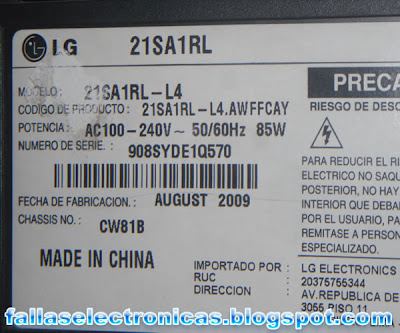 LG 21SA1RL
MODELO: 21SA1RL-L4
CODIGO DE PRODUCTO: 21SA1RL-L4.AWFFCAY
POTENCIA: AC100-240V~ 50/60Hz 85W
NUMERO DE SERIE.: 908SYDE1Q570
FECHA DE FABRICACION: AUGUST 2009
CHASSIS NO.: CW81B
MADE IN CHINA
PRECA
RIESGO DE DESC
PARA REDUCIR EL RI
ELECTRICO NO SAQU
POSTERIOR, NO HAY
INTERIOR QUE DEBA
POR EL USUARIO, PA
REMITASE A PERSON
ESPECIALIZADO.
IMPORTADO POR: LG ELECTRONICS
RUC : 20375755344
DIRECCION : AV.REPUBLICA DE
3055 PISO 11
fallaselectronicas.blogspot.com